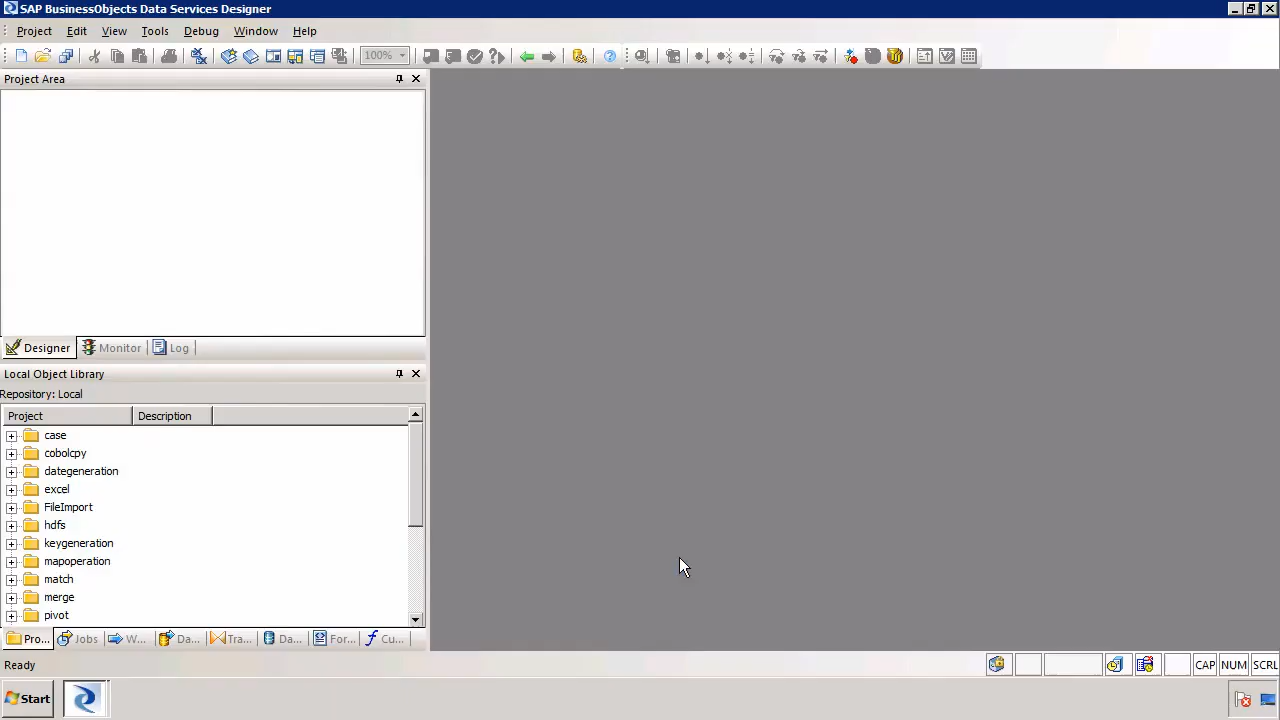 SAP BusinessObjects Data Services Designer
Project Edit View Tools Debug Window Help
100%
Project Area
Designer Monitor Log
Local Object Library
Repository: Local
Project Description
case
cobolcpy
dategeneration
excel
FileImport
hdfs
keygeneration
mapoperation
match
merge
pivot
Pro... Jobs W... Da... Tra... Da... For... Cu...
Ready CAP NUM SCRL
Start